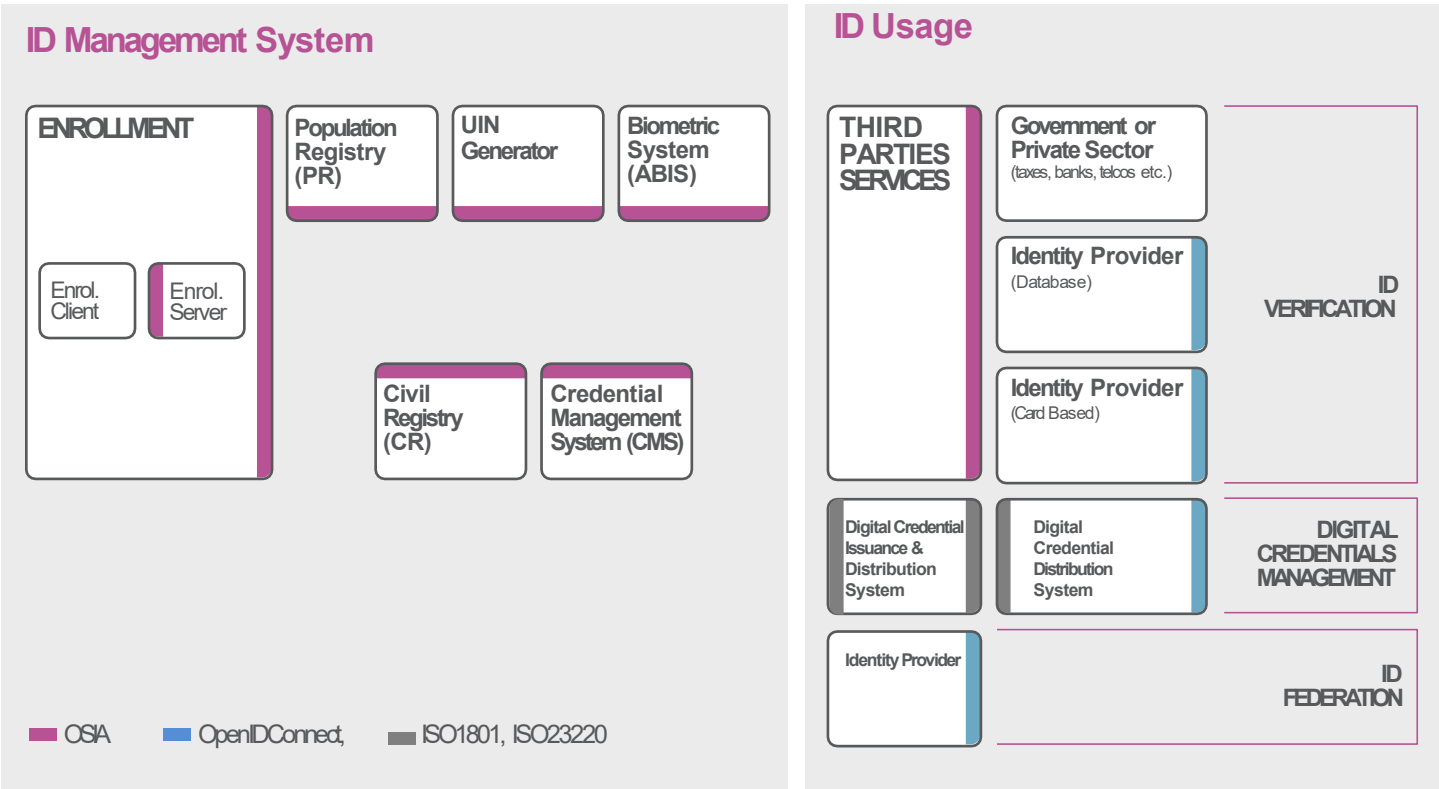 ID Management System
ENROLLMENT
Enrol.
Client
Enrol.
Server
Population
Registry
(PR)
UIN
Generator
Biometric
System
(ABIS)
Civil
Registry
(CR)
Credential
Management
System (CMS)
OSIA
OpenIDConnect,
ISO1801, ISO23220
ID Usage
THIRD
PARTIES
SERVICES
Government or
Private Sector
(taxes, banks, telcos etc.)
Identity Provider
(Database)
Identity Provider
(Card Based)
ID
VERIFICATION
Digital Credential
Issuance &
Distribution
System
Digital
Credential
Distribution
System
DIGITAL
CREDENTIALS
MANAGEMENT
Identity Provider
ID
FEDERATION